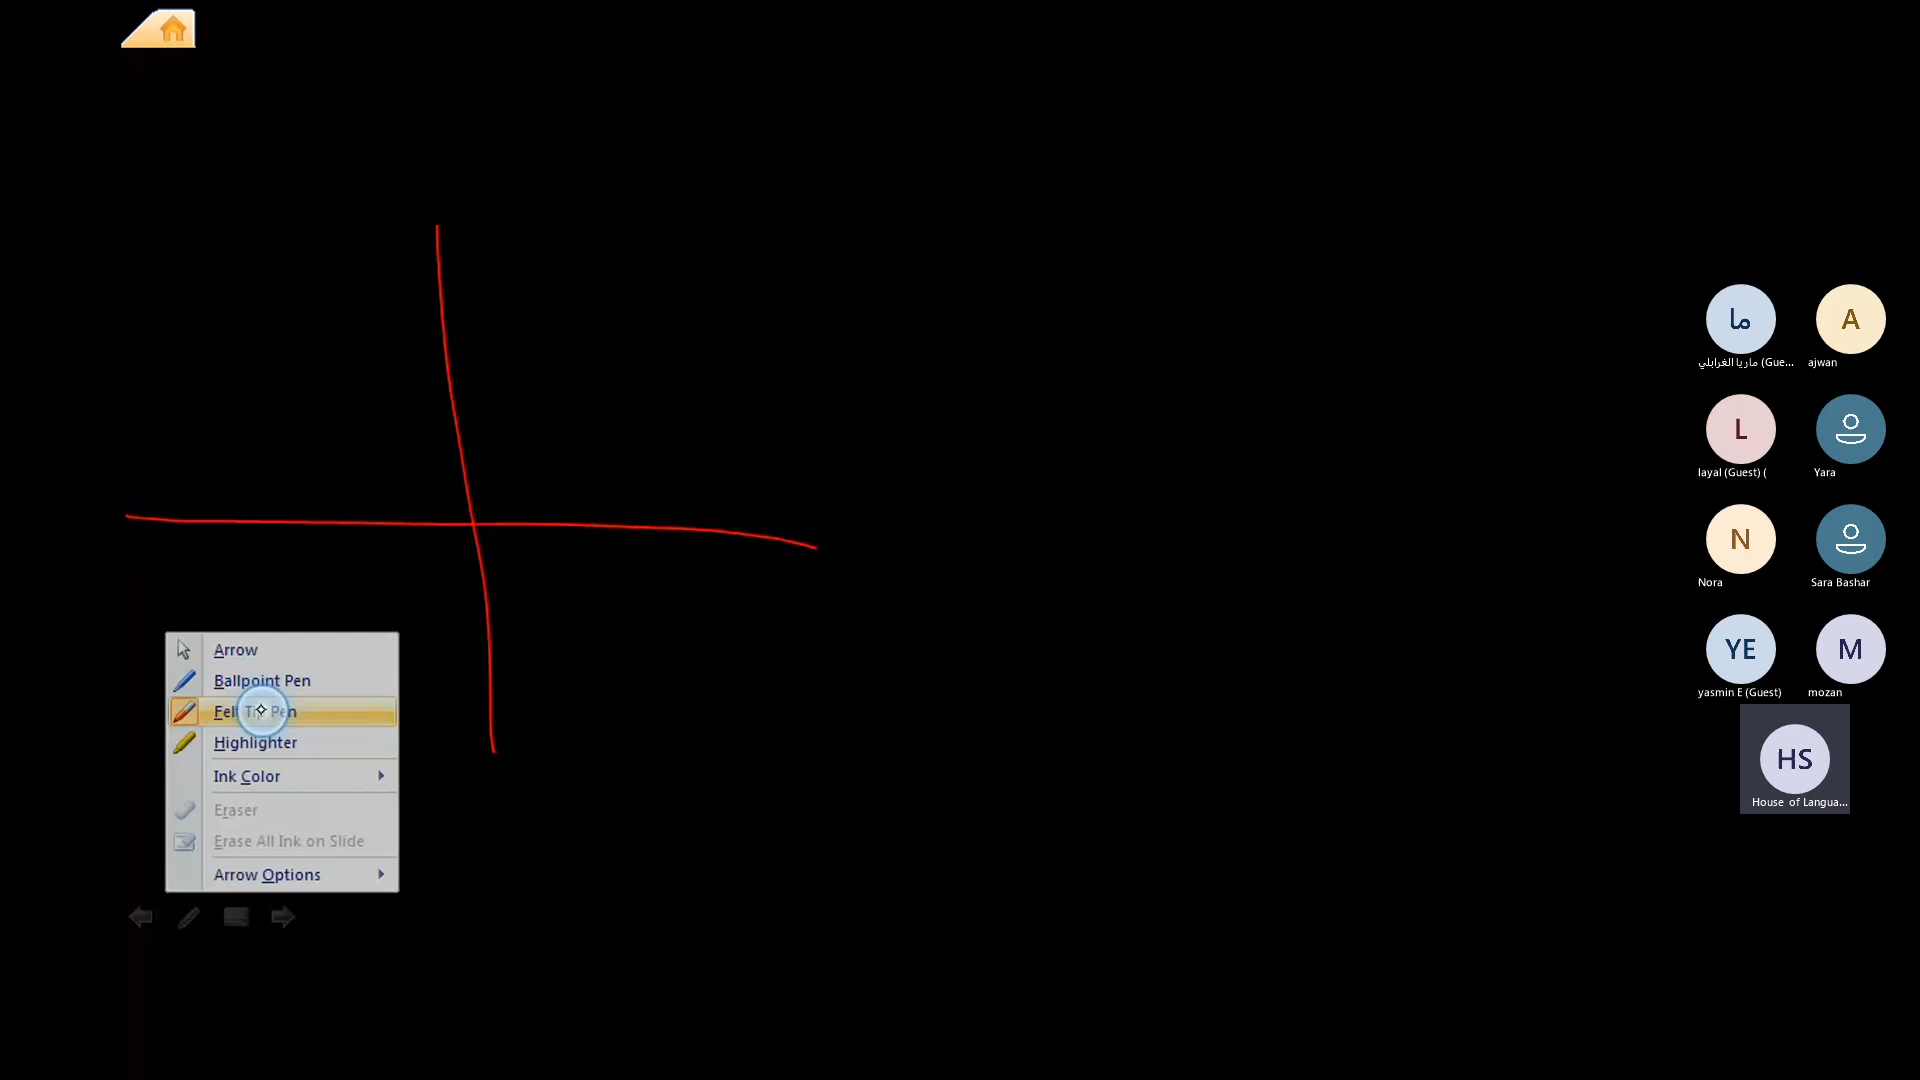 Arrow
Ballpoint Pen
Felt Tip Pen
Highlighter
Ink Color
Eraser
Erase All Ink on Slide
Arrow Options
ما
ماريا الغرابلي (Gue...
A
ajwan
L
layal (Guest) (
Yara
N
Nora
Sara Bashar
YE
yasmin E (Guest)
M
mozan
HS
House of Langua...